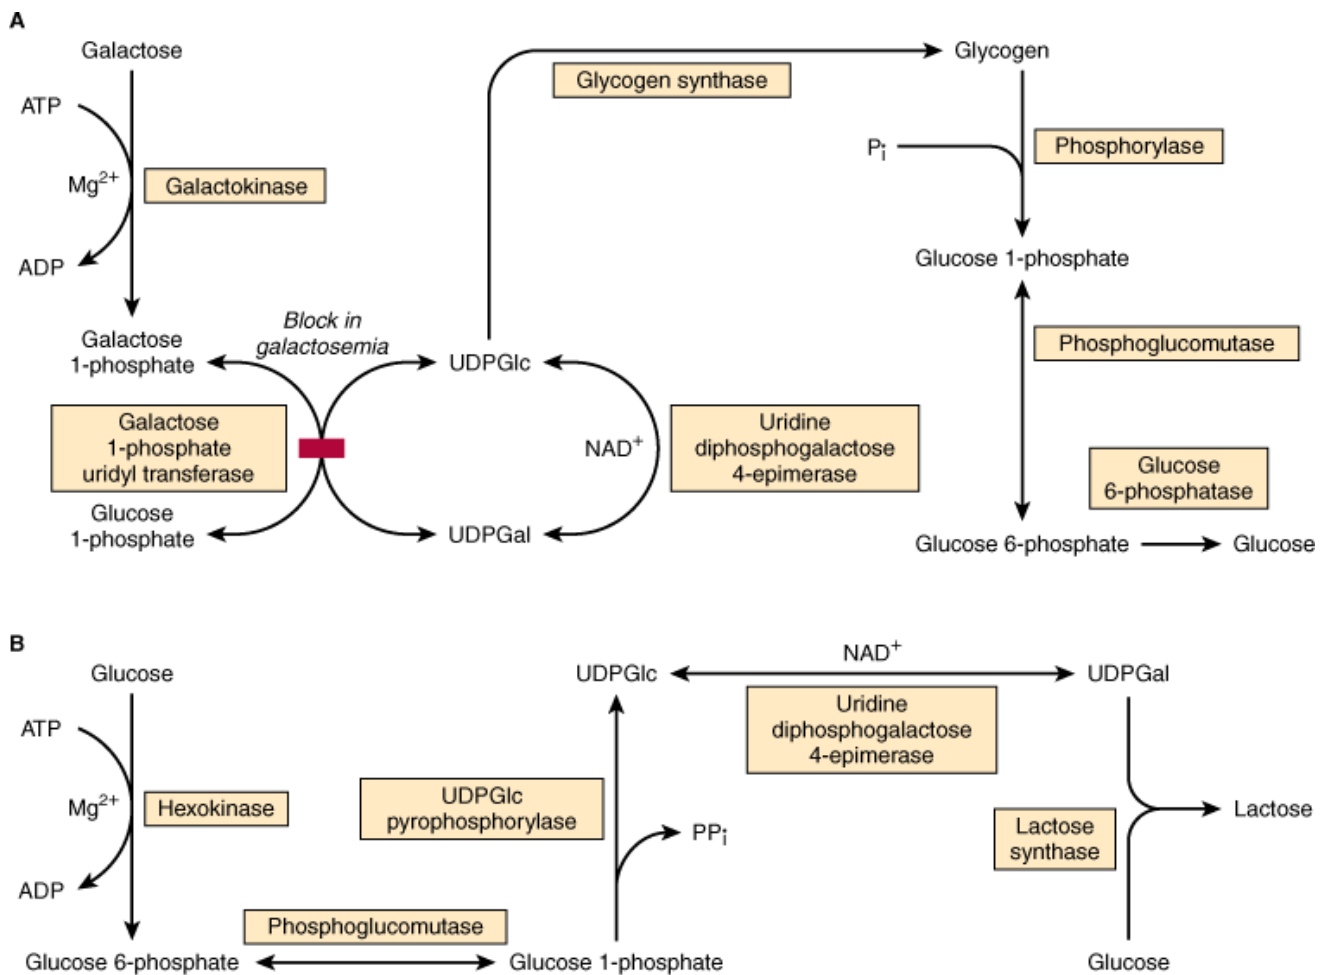 A
Galactose
Glycogen
Glycogen synthase
ATP
Pi
Phosphorylase
Mg2+
Galactokinase
ADP
Glucose 1-phosphate
Block in
galactosemia
Galactose
1-phosphate
UDPGlc
Phosphoglucomutase
Galactose
1-phosphate
uridyl transferase
NAD+
Uridine
diphosphogalactose
4-epimerase
Glucose
6-phosphatase
Glucose
1-phosphate
UDPGal
Glucose 6-phosphate
Glucose
B
Glucose
UDPGlc
NAD+
UDPGal
ATP
Uridine
diphosphogalactose
4-epimerase
Mg2+
Hexokinase
UDPGlc
pyrophosphorylase
PPi
Lactose
synthase
Lactose
ADP
Phosphoglucomutase
Glucose 6-phosphate
Glucose 1-phosphate
Glucose